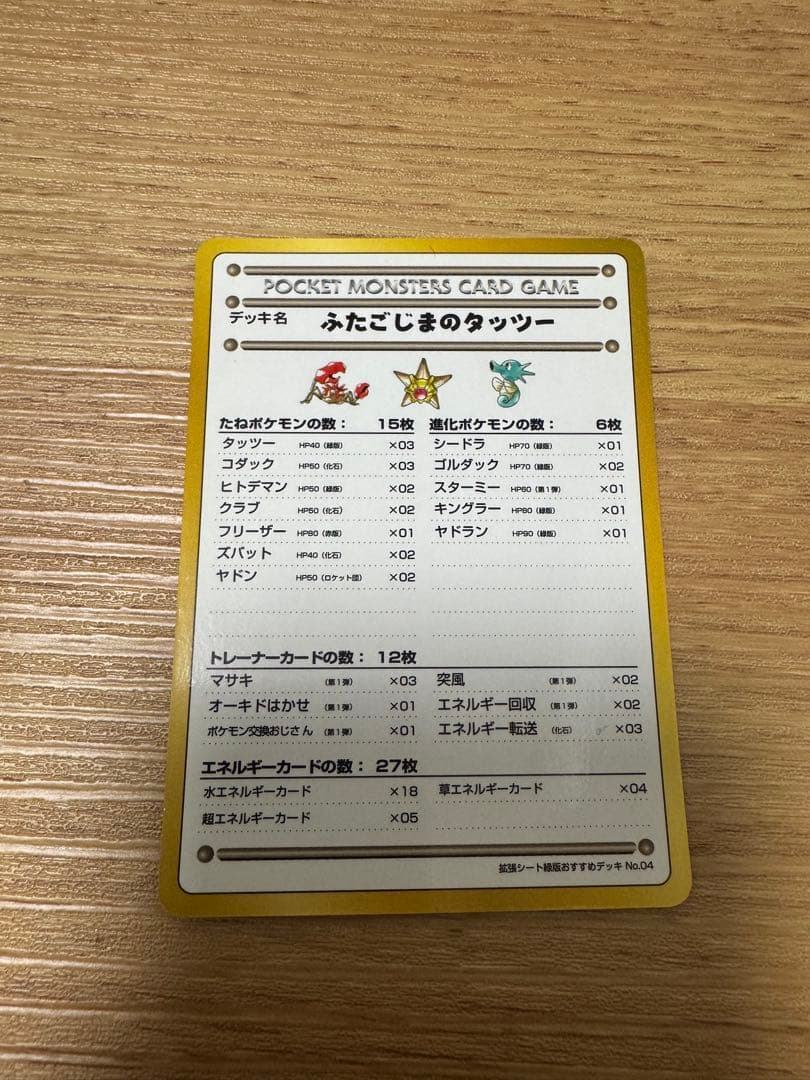 POCKET MONSTERS CARD GAME
デッキ名 ふたごじまのタッツー
たねポケモンの数： 15枚
タッツー HP40（緑版） ×03
コダック HP50（化石） ×03
ヒトデマン HP50（緑版） ×02
クラブ HP50（化石） ×02
フリーザー HP80（赤版） ×01
ズバット HP40（化石） ×02
ヤドン HP50（ロケット団） ×02
進化ポケモンの数： 6枚
シードラ HP70（緑版） ×01
ゴルダック HP70（緑版） ×02
スターミー HP60（第1弾） ×01
キングラー HP80（緑版） ×01
ヤドラン HP90（緑版） ×01
トレーナーカードの数： 12枚
マサキ （第1弾） ×03
オーキドはかせ （第1弾） ×01
ポケモン交換おじさん （第1弾） ×01
突風 （第1弾） ×02
エネルギー回収 （第1弾） ×02
エネルギー転送 （化石） ×03
エネルギーカードの数： 27枚
水エネルギーカード ×18
超エネルギーカード ×05
草エネルギーカード ×04
拡張シート緑版おすすめデッキ No.04